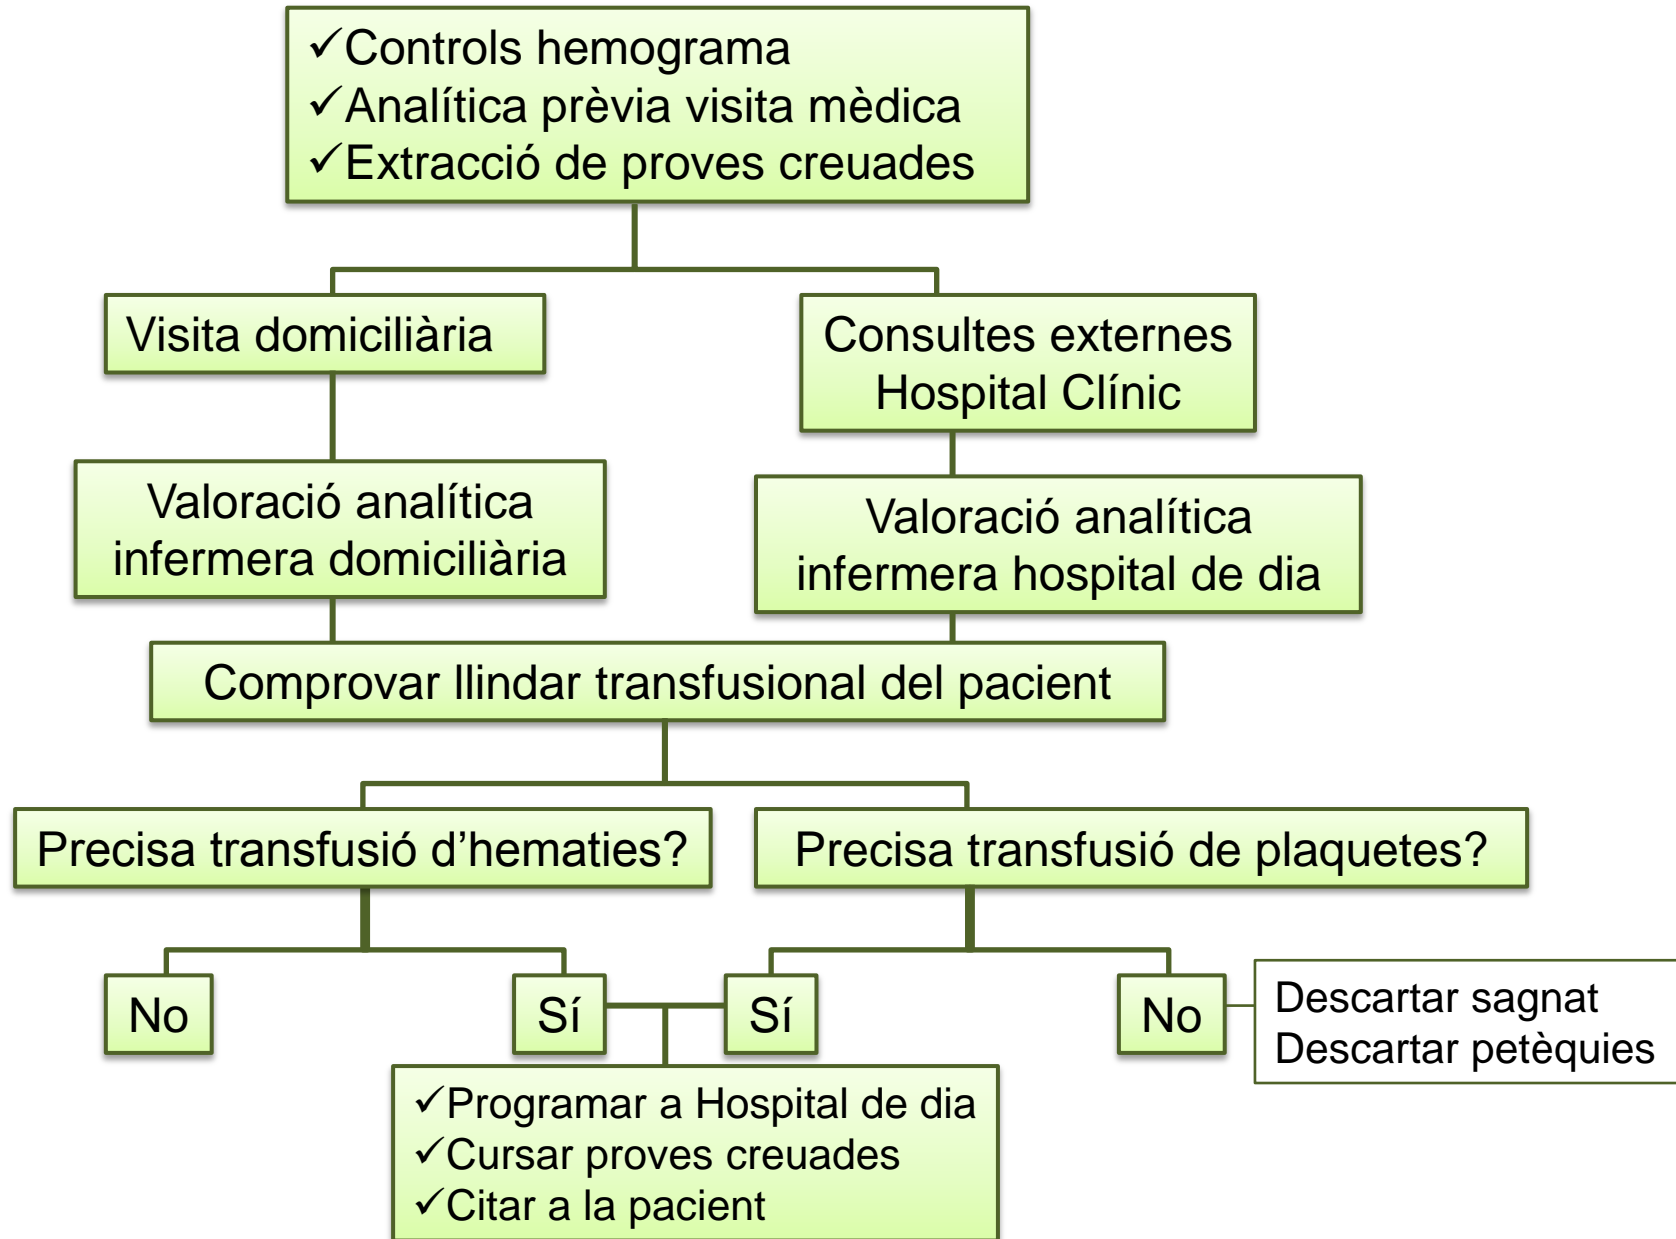 ✓Controls hemograma
✓Analítica prèvia visita mèdica
✓Extracció de proves creuades
Visita domiciliària
Consultes externes
Hospital Clínic
Valoració analítica
infermera domiciliària
Valoració analítica
infermera hospital de dia
Comprovar llindar transfusional del pacient
Precisa transfusió d’hematies?
Precisa transfusió de plaquetes?
No
Sí
Sí
No
Descartar sagnat
Descartar petèquies
✓Programar a Hospital de dia
✓Cursar proves creuades
✓Citar a la pacient